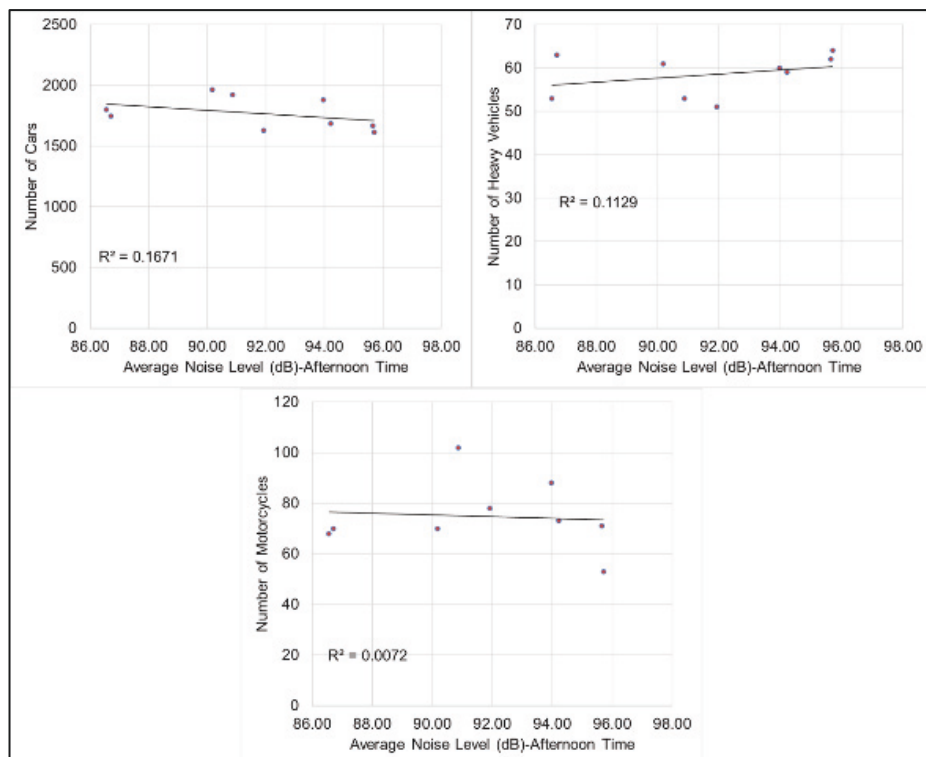 2500
2000
1500
1000
500
0
Number of Cars
R² = 0.1671
86.00 88.00 90.00 92.00 94.00 96.00 98.00
Average Noise Level (dB)-Afternoon Time
70
60
50
40
30
20
10
0
Number of Heavy Vehicles
R² = 0.1129
86.00 88.00 90.00 92.00 94.00 96.00 98.00
Average Noise Level (dB)-Afternoon Time
120
100
80
60
40
20
0
Number of Motorcycles
R² = 0.0072
86.00 88.00 90.00 92.00 94.00 96.00 98.00
Average Noise Level (dB)-Afternoon Time